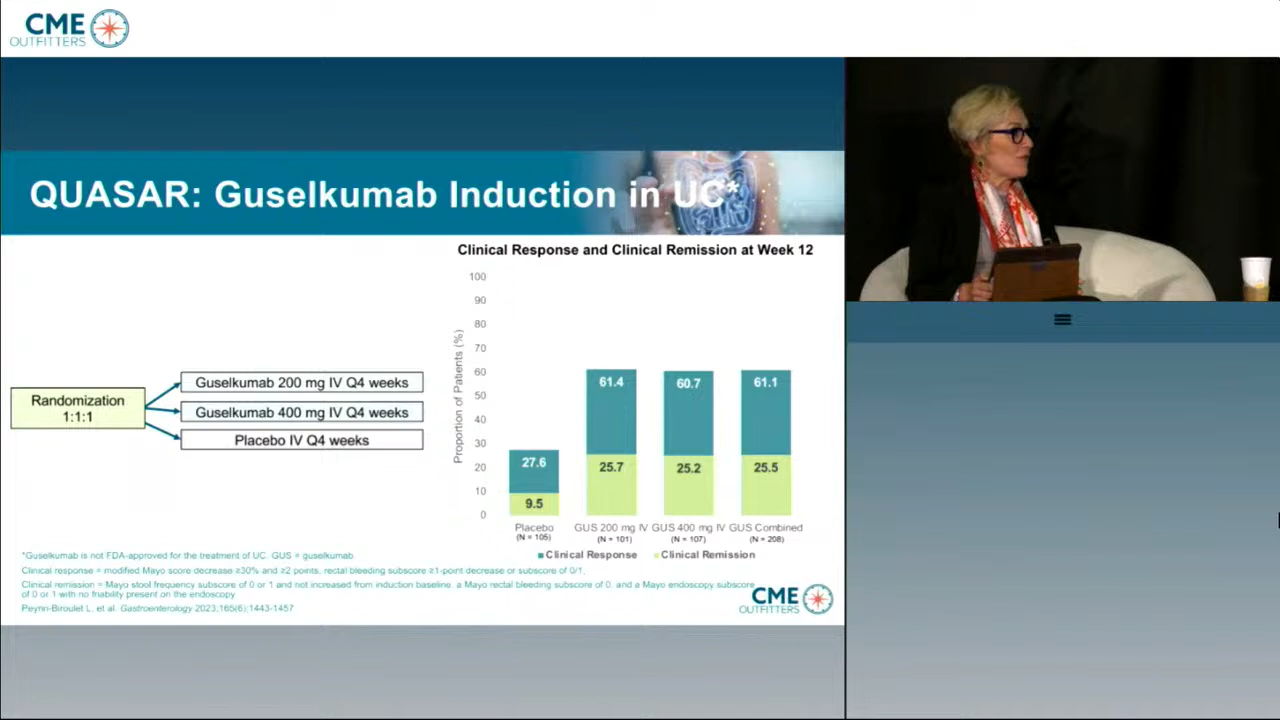 CME
OUTFITTERS
QUASAR: Guselkumab Induction in UC*
Clinical Response and Clinical Remission at Week 12
Randomization
1:1:1
Guselkumab 200 mg IV Q4 weeks
Guselkumab 400 mg IV Q4 weeks
Placebo IV Q4 weeks
Proportion of Patients (%)
100
90
80
70
60
50
40
30
20
10
0
27.6
9.5
61.4
25.7
60.7
25.2
61.1
25.5
Placebo
(N = 105)
GUS 200 mg IV
(N = 101)
GUS 400 mg IV
(N = 107)
GUS Combined
(N = 208)
Clinical Response
Clinical Remission
*Guselkumab is not FDA-approved for the treatment of UC. GUS = guselkumab
Clinical response = modified Mayo score decrease ≥30% and ≥2 points, rectal bleeding subscore ≥1-point decrease or subscore of 0/1;
Clinical remission = Mayo stool frequency subscore of 0 or 1 and not increased from induction baseline, a Mayo rectal bleeding subscore of 0, and a Mayo endoscopy subscore
of 0 or 1 with no friability present on the endoscopy
Peyrin-Biroulet L, et al. Gastroenterology 2023;165(6):1443-1457
CME
OUTFITTERS